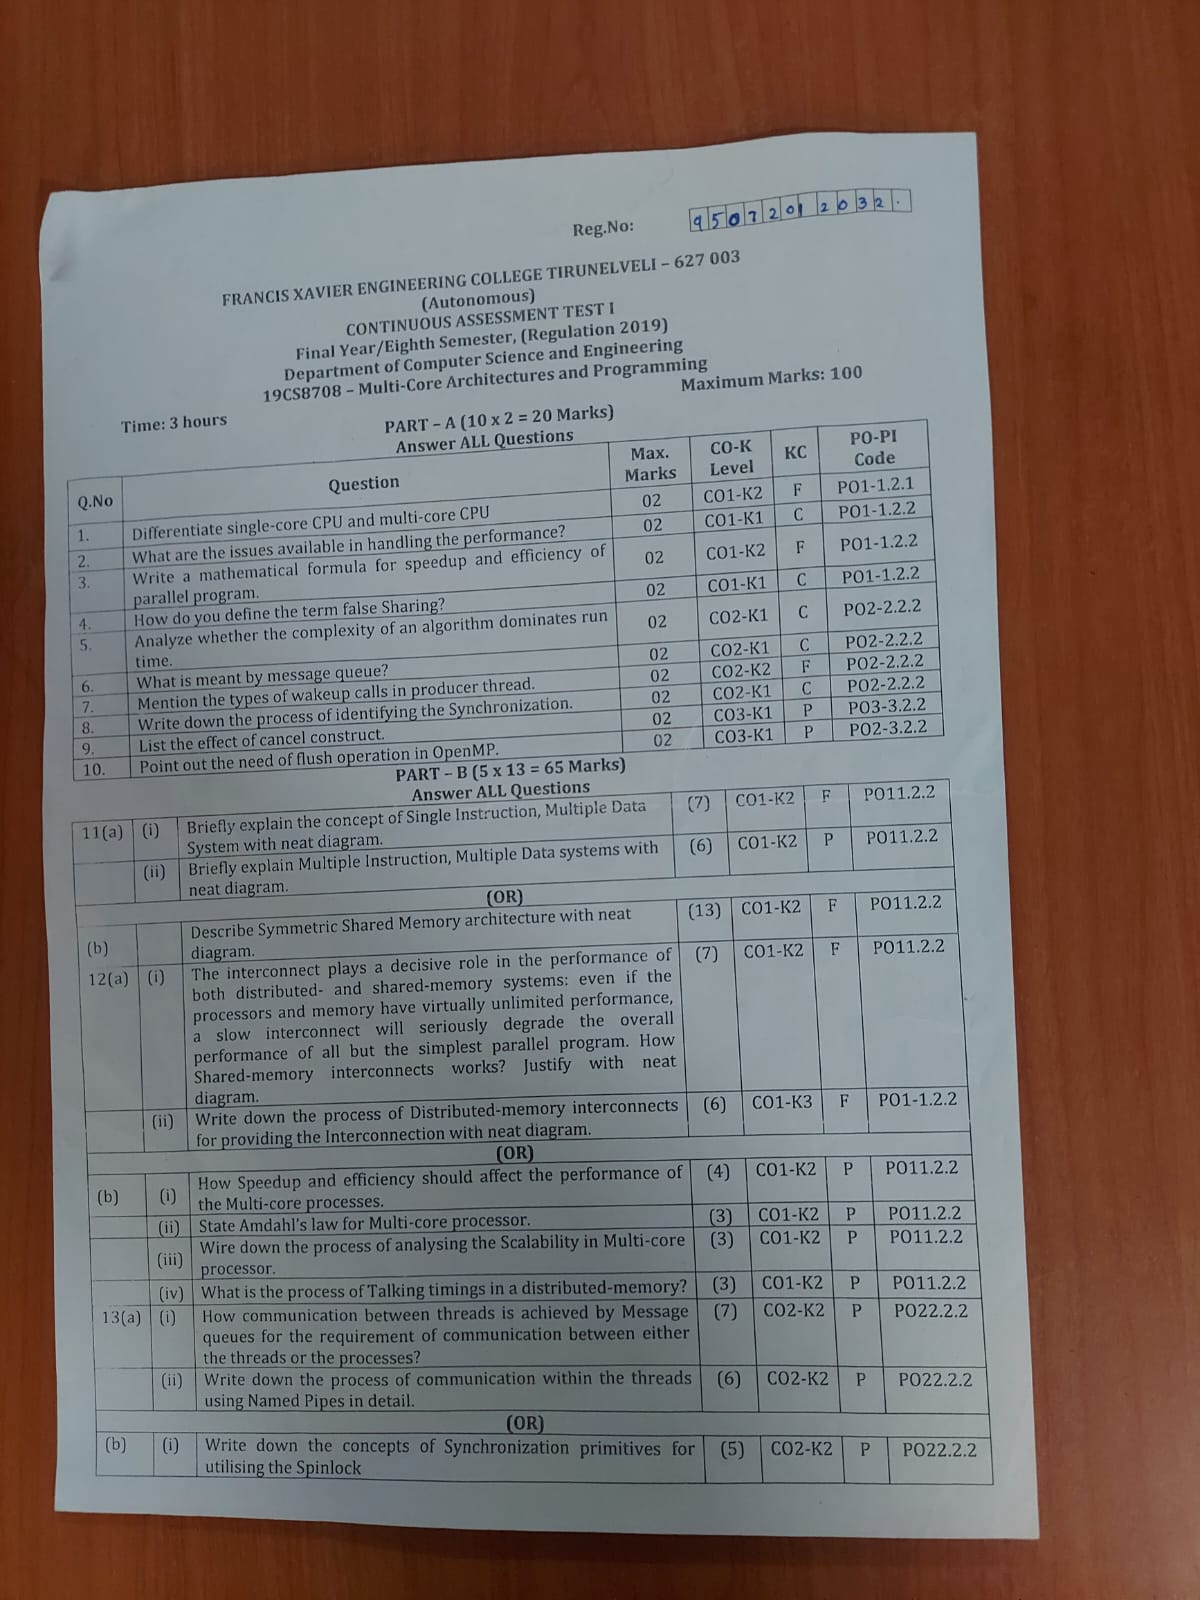 Reg.No: 9507201 2032.
FRANCIS XAVIER ENGINEERING COLLEGE TIRUNELVELI – 627 003
(Autonomous)
CONTINUOUS ASSESSMENT TEST I
Final Year/Eighth Semester, (Regulation 2019)
Department of Computer Science and Engineering
19CS8708 – Multi-Core Architectures and Programming
Time: 3 hours Maximum Marks: 100
PART – A (10 x 2 = 20 Marks)
Answer ALL Questions
Q.No Question Max. Marks CO-K Level KC PO-PI Code
1. Differentiate single-core CPU and multi-core CPU 02 CO1-K2 F PO1-1.2.1
2. What are the issues available in handling the performance? 02 CO1-K1 C PO1-1.2.2
3. Write a mathematical formula for speedup and efficiency of 02 CO1-K2 F PO1-1.2.2
parallel program.
4. How do you define the term false Sharing? 02 CO1-K1 C PO1-1.2.2
5. Analyze whether the complexity of an algorithm dominates run 02 CO2-K1 C PO2-2.2.2
time.
6. What is meant by message queue? 02 CO2-K1 C PO2-2.2.2
7. Mention the types of wakeup calls in producer thread. 02 CO2-K2 F PO2-2.2.2
8. Write down the process of identifying the Synchronization. 02 CO2-K1 C PO2-2.2.2
9. List the effect of cancel construct. 02 CO3-K1 P PO3-3.2.2
10. Point out the need of flush operation in OpenMP. 02 CO3-K1 P PO2-3.2.2
PART – B (5 x 13 = 65 Marks)
Answer ALL Questions
11(a) (i) Briefly explain the concept of Single Instruction, Multiple Data (7) CO1-K2 F PO11.2.2
System with neat diagram.
(ii) Briefly explain Multiple Instruction, Multiple Data systems with (6) CO1-K2 P PO11.2.2
neat diagram.
(OR)
(b) Describe Symmetric Shared Memory architecture with neat (13) CO1-K2 F PO11.2.2
diagram.
12(a) (i) The interconnect plays a decisive role in the performance of (7) CO1-K2 F PO11.2.2
both distributed- and shared-memory systems: even if the
processors and memory have virtually unlimited performance,
a slow interconnect will seriously degrade the overall
performance of all but the simplest parallel program. How
Shared-memory interconnects works? Justify with neat
diagram.
(ii) Write down the process of Distributed-memory interconnects (6) CO1-K3 F PO1-1.2.2
for providing the Interconnection with neat diagram.
(OR)
(b) (i) How Speedup and efficiency should affect the performance of (4) CO1-K2 P PO11.2.2
the Multi-core processes.
(ii) State Amdahl's law for Multi-core processor. (3) CO1-K2 P PO11.2.2
(iii) Wire down the process of analysing the Scalability in Multi-core (3) CO1-K2 P PO11.2.2
processor.
(iv) What is the process of Talking timings in a distributed-memory? (3) CO1-K2 P PO11.2.2
13(a) (i) How communication between threads is achieved by Message (7) CO2-K2 P PO22.2.2
queues for the requirement of communication between either
the threads or the processes?
(ii) Write down the process of communication within the threads (6) CO2-K2 P PO22.2.2
using Named Pipes in detail.
(OR)
(b) (i) Write down the concepts of Synchronization primitives for (5) CO2-K2 P PO22.2.2
utilising the Spinlock